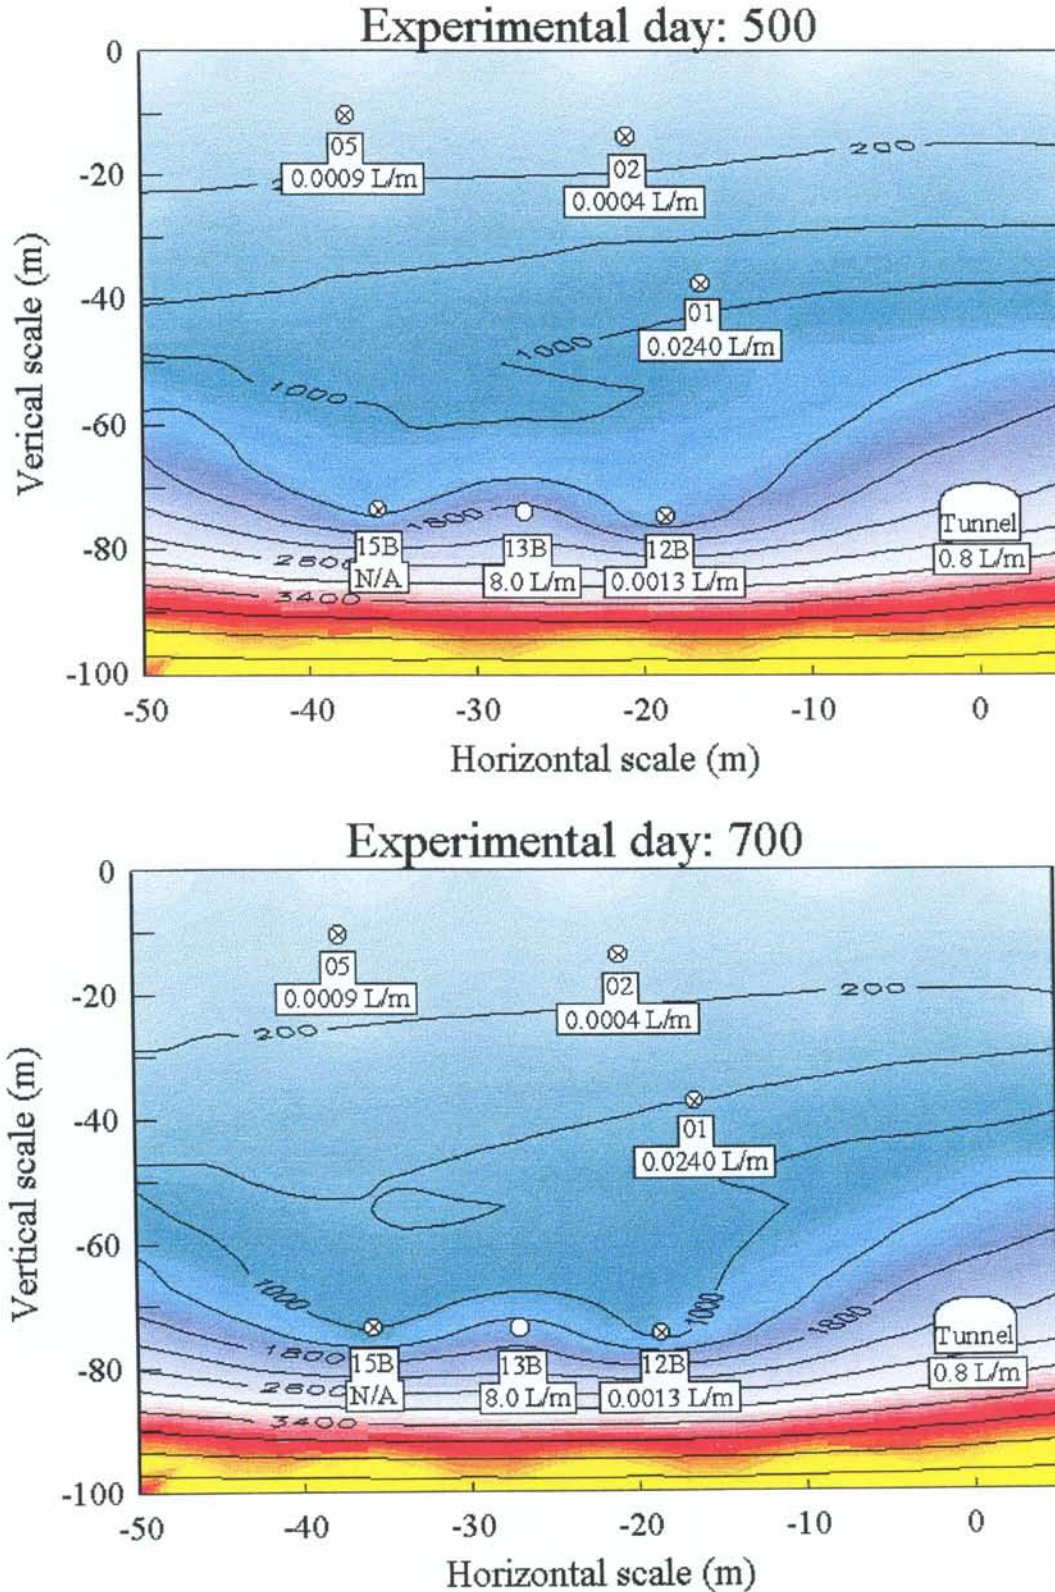 Experimental day: 500
0
-20
-40
-60
-80
-100
Verical scale (m)
05
0.0009 L/m
02
0.0004 L/m
200
2
01
0.0240 L/m
1000
1000
1800
2800
3400
15B
N/A
13B
8.0 L/m
12B
0.0013 L/m
Tunnel
0.8 L/m
-50
-40
-30
-20
-10
0
Horizontal scale (m)
Experimental day: 700
0
-20
-40
-60
-80
-100
Vertical scale (m)
05
0.0009 L/m
02
0.0004 L/m
200
200
01
0.0240 L/m
1000
1000
1800
1800
2600
3400
15B
N/A
13B
8.0 L/m
12B
0.0013 L/m
Tunnel
0.8 L/m
-50
-40
-30
-20
-10
0
Horizontal scale (m)